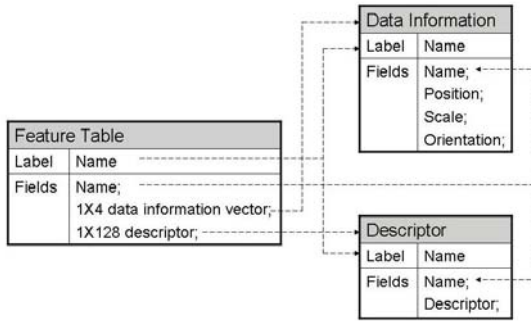 Data Information
Label Name
Fields Name;
Position;
Scale;
Orientation;
Feature Table
Label Name
Fields Name;
1X4 data information vector;
1X128 descriptor;
Descriptor
Label Name
Fields Name;
Descriptor;